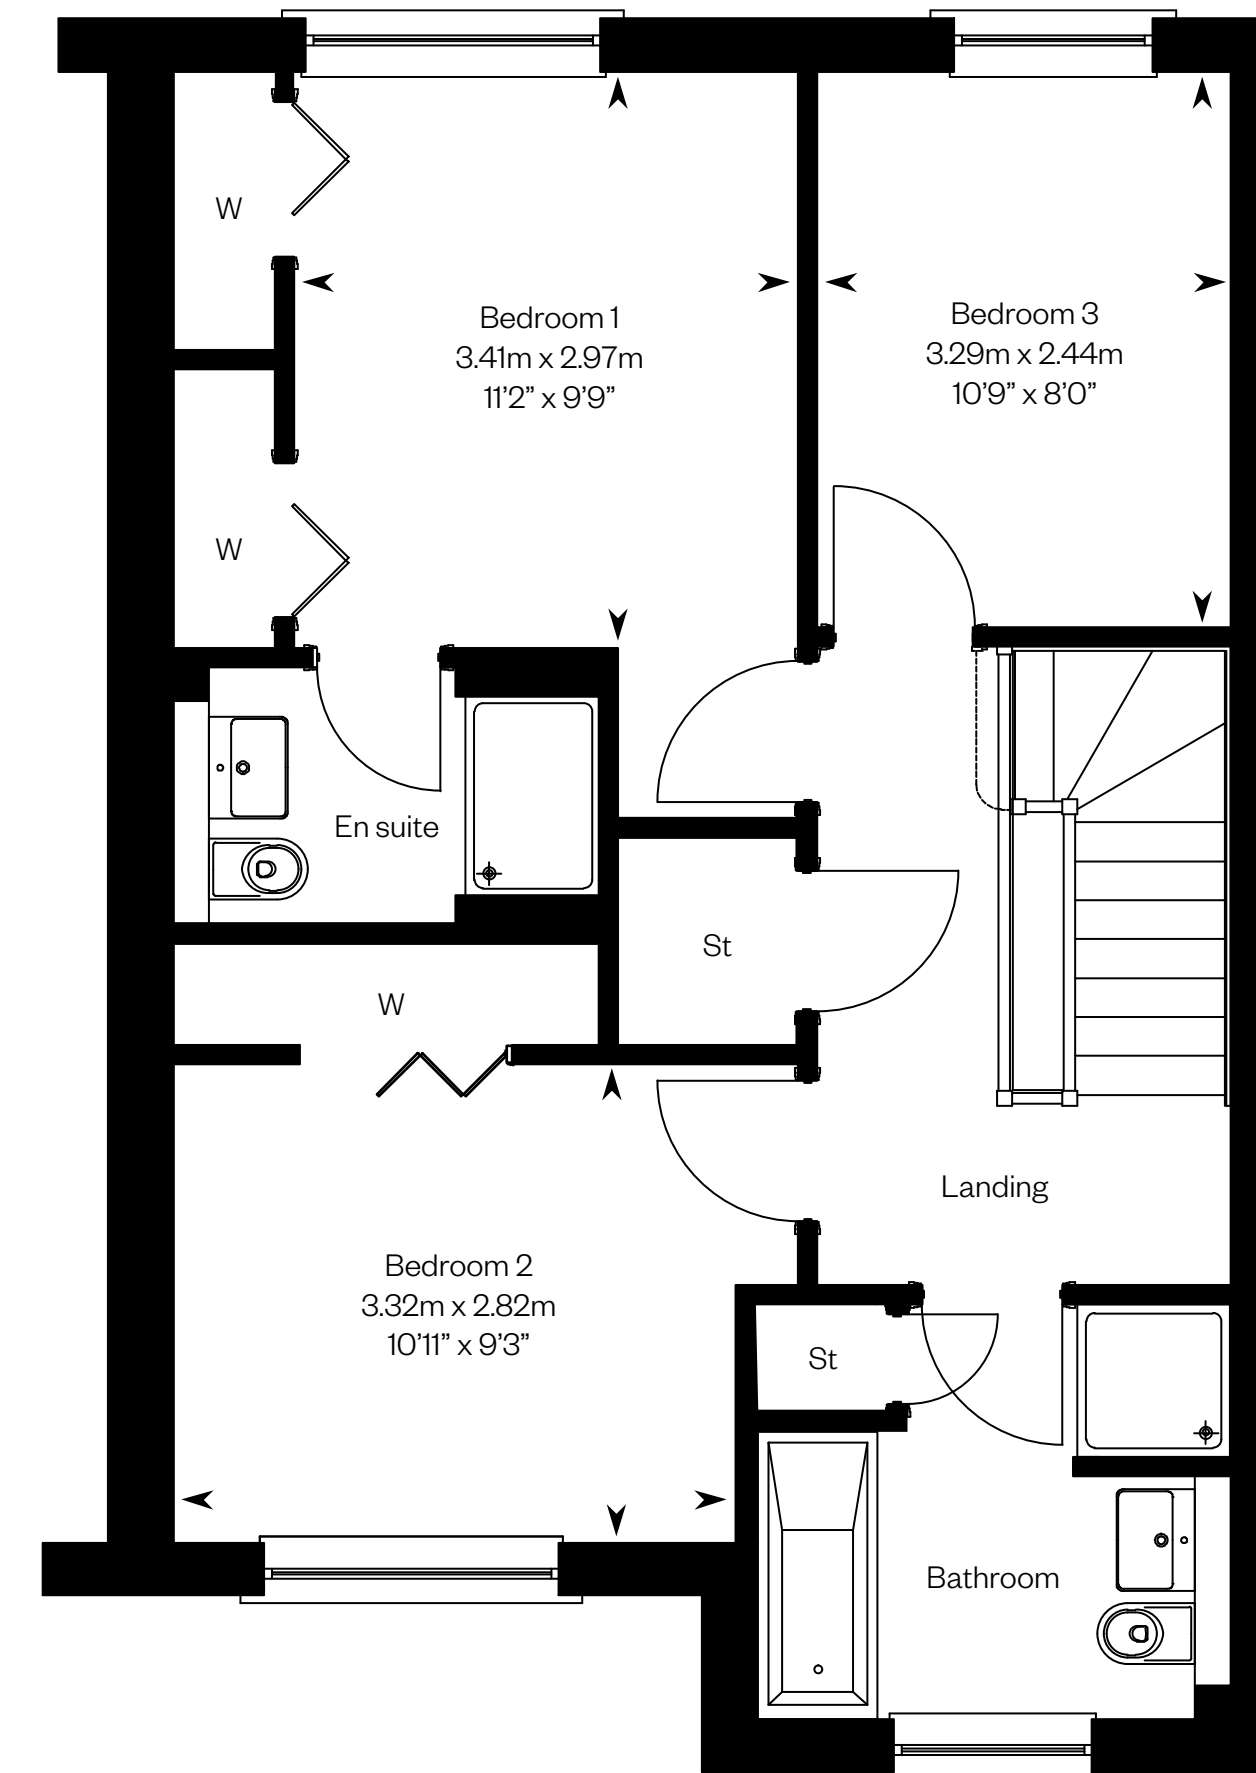 W
Bedroom 1
3.41m x 2.97m
11’2” x 9’9”
Bedroom 3
3.29m x 2.44m
10’9” x 8’0”
W
En suite
St
W
Landing
Bedroom 2
3.32m x 2.82m
10’11” x 9’3”
St
Bathroom